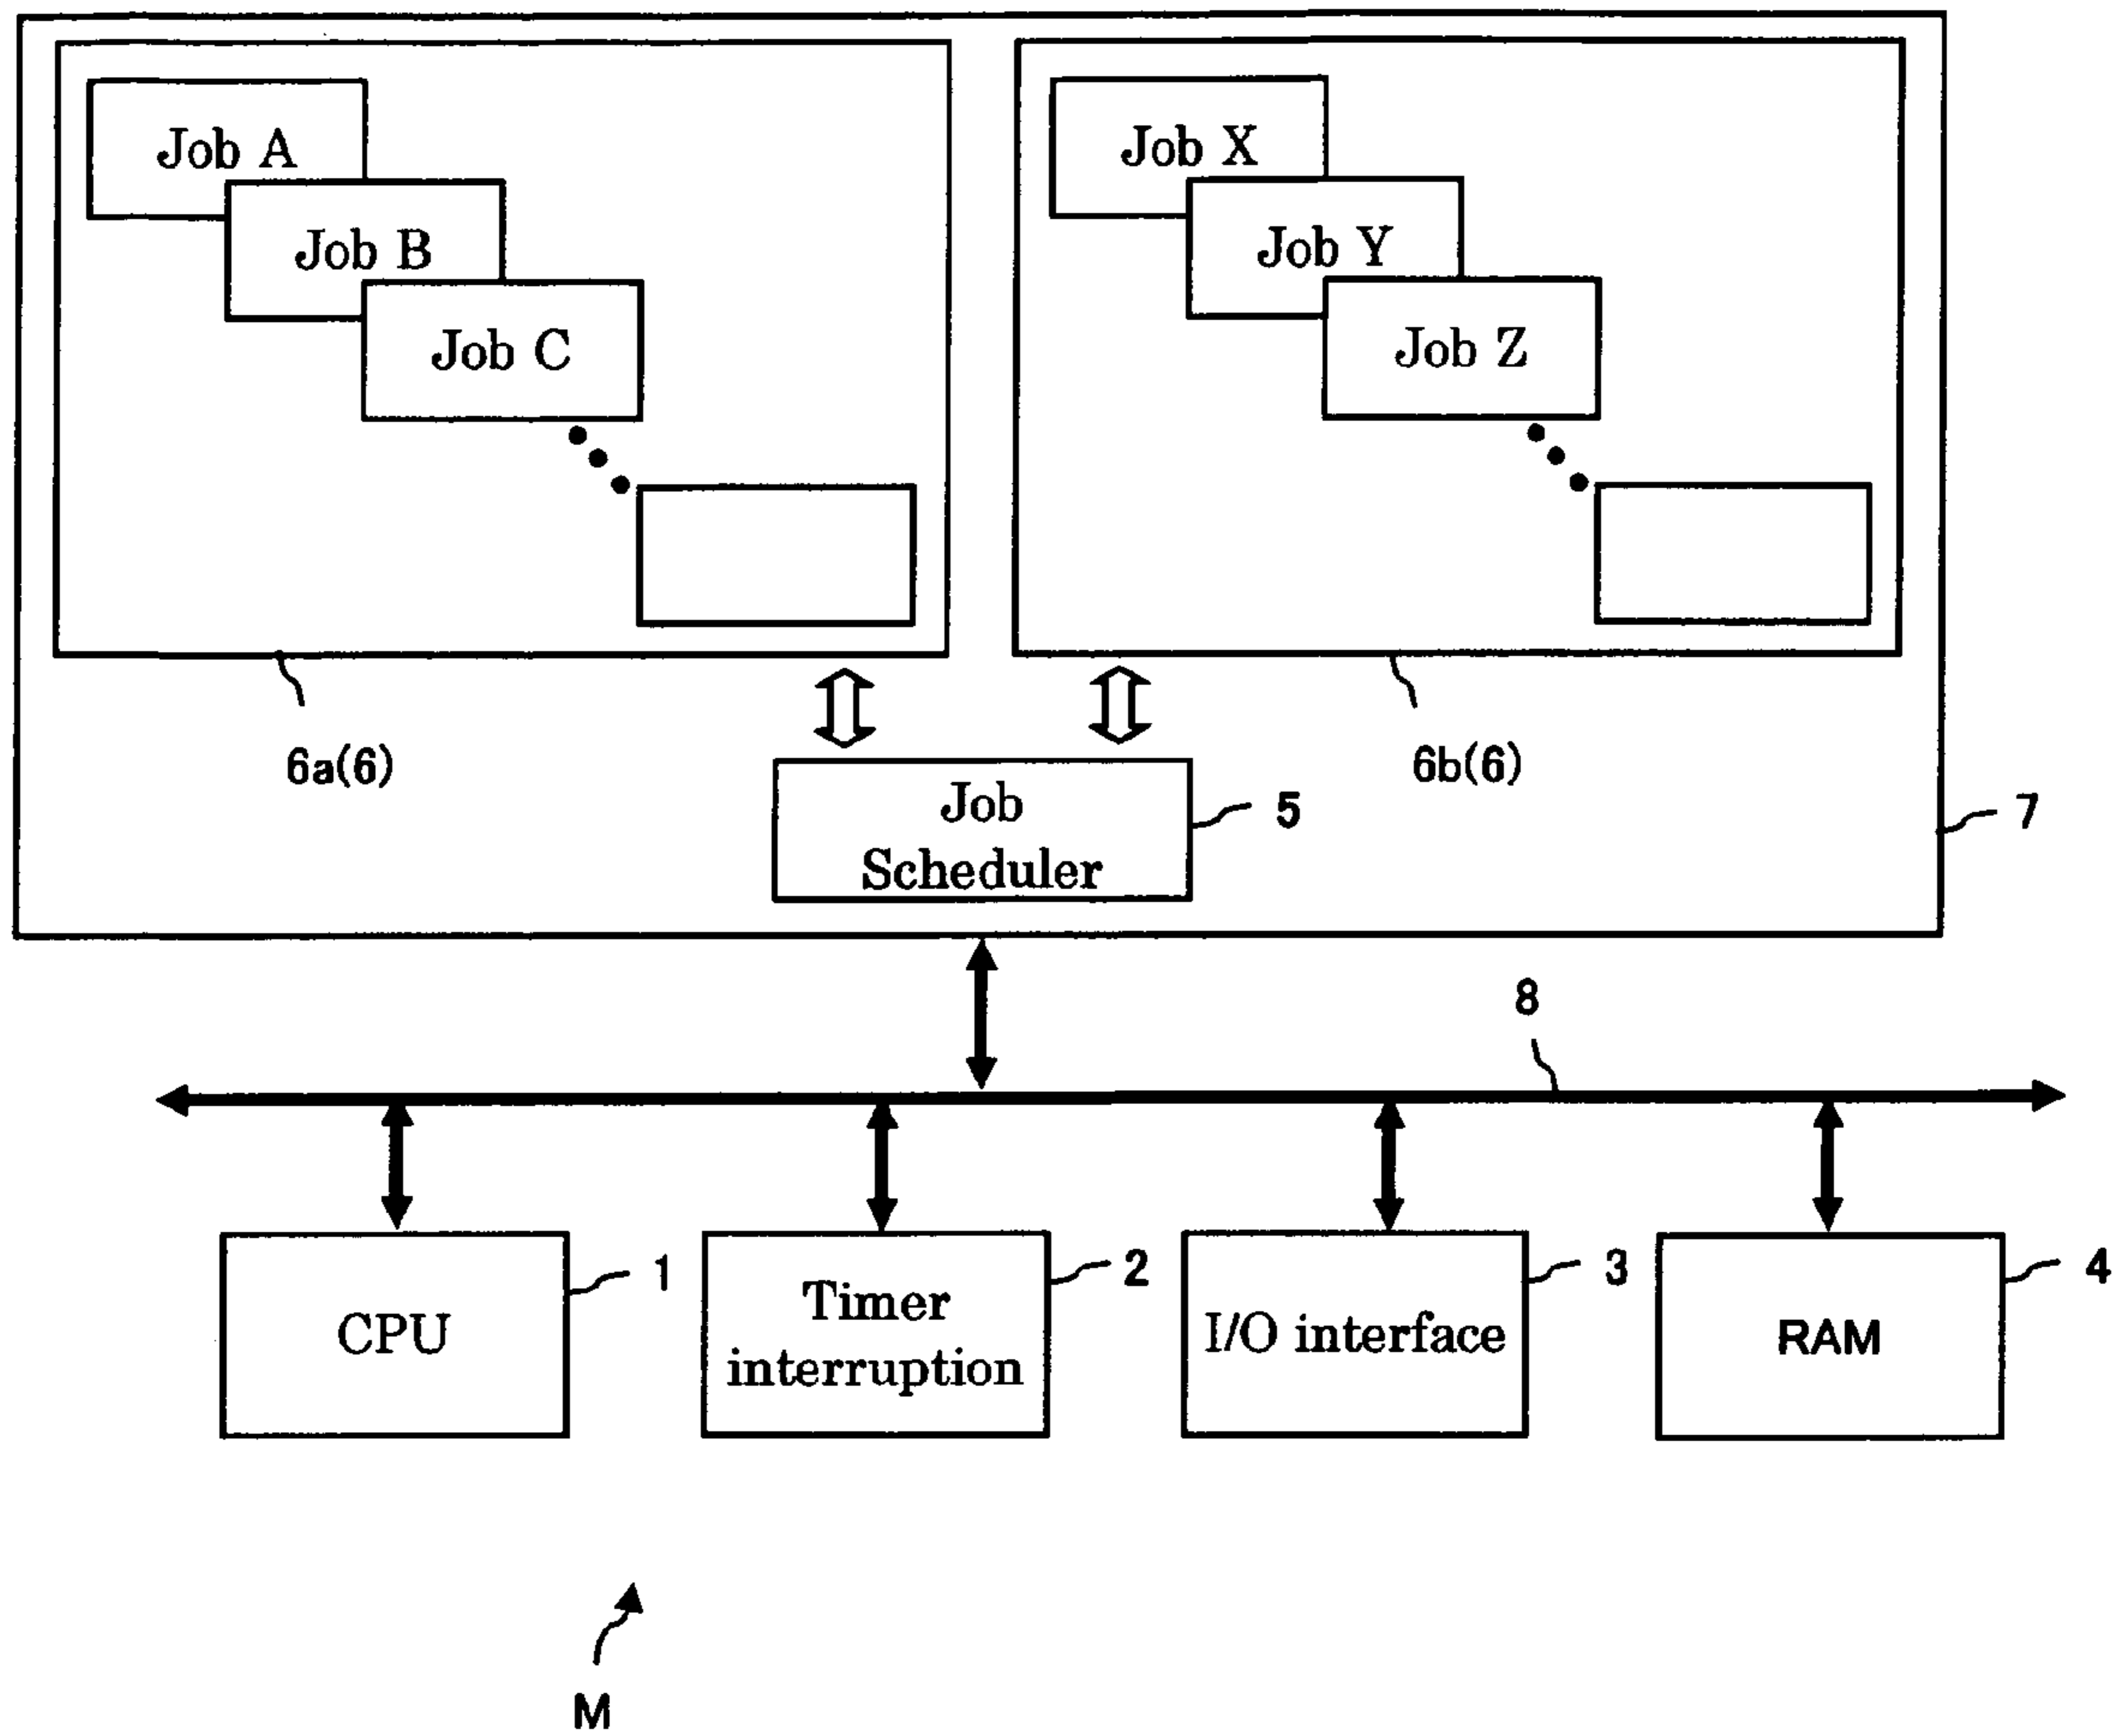 Job A
Job B
Job C
Job X
Job Y
Job Z
6a(6)
6b(6)
Job
Scheduler
5
7
8
CPU
1
Timer
interruption
2
I/O interface
3
RAM
4
M